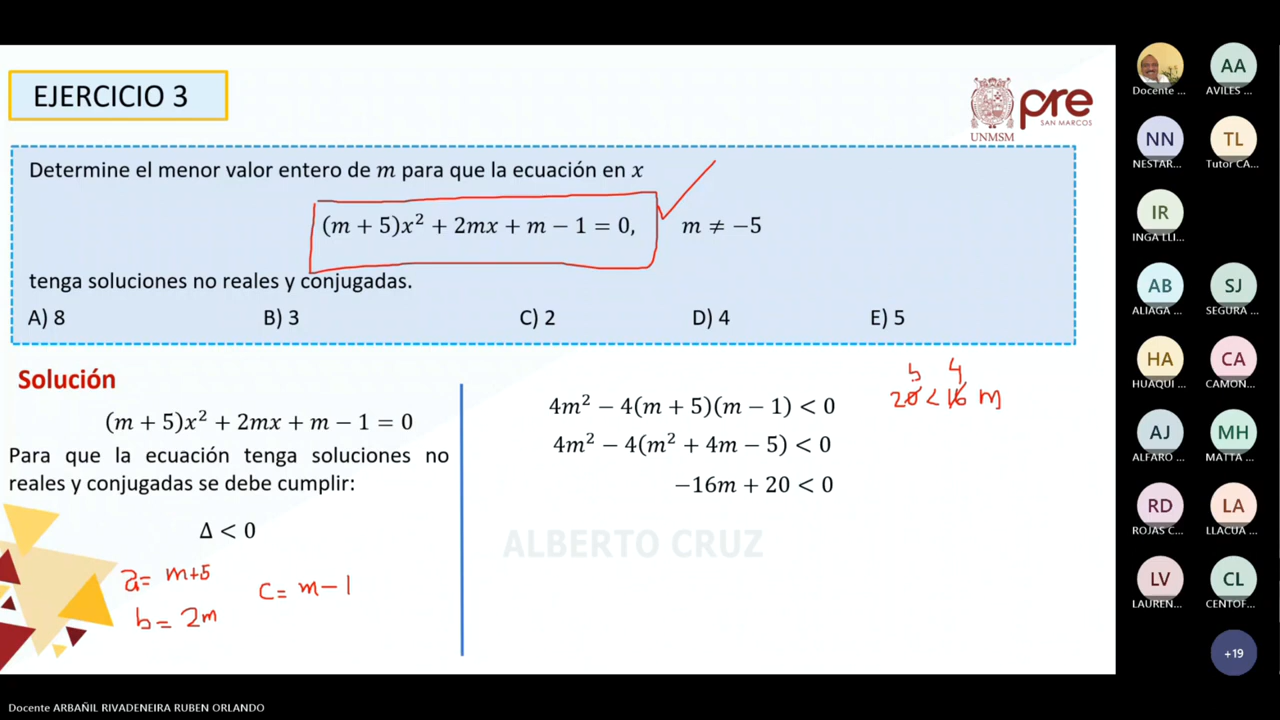 EJERCICIO 3
UNMSM
pre
SAN MARCOS
Determine el menor valor entero de m para que la ecuación en x
(m + 5)x² + 2mx + m − 1 = 0, m ≠ −5
tenga soluciones no reales y conjugadas.
A) 8 B) 3 C) 2 D) 4 E) 5
Solución
(m + 5)x² + 2mx + m − 1 = 0
Para que la ecuación tenga soluciones no
reales y conjugadas se debe cumplir:
Δ < 0
a= m+5
b= 2m
c= m−1
4m² − 4(m + 5)(m − 1) < 0
4m² − 4(m² + 4m − 5) < 0
−16m + 20 < 0
5 4
20 < 16 m
ALBERTO CRUZ
Docente ...
AA
AVILES ...
NN
NESTAR...
TL
Tutor CA...
IR
INGA LLI...
AB
ALIAGA ...
SJ
SEGURA ...
HA
HUAQUI ...
CA
CAMON...
AJ
ALFARO ...
MH
MATTA ...
RD
ROJAS C...
LA
LLACUA ...
LV
LAUREN...
CL
CENTOF...
+19
Docente ARBAÑIL RIVADENEIRA RUBEN ORLANDO